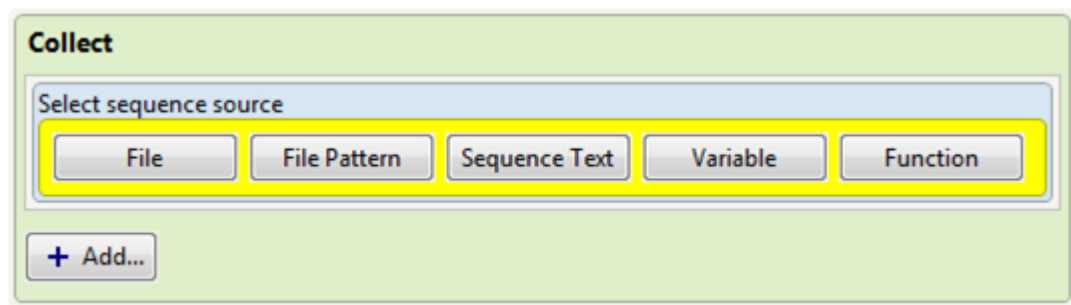 Collect
Select sequence source
File File Pattern Sequence Text Variable Function
+ Add...